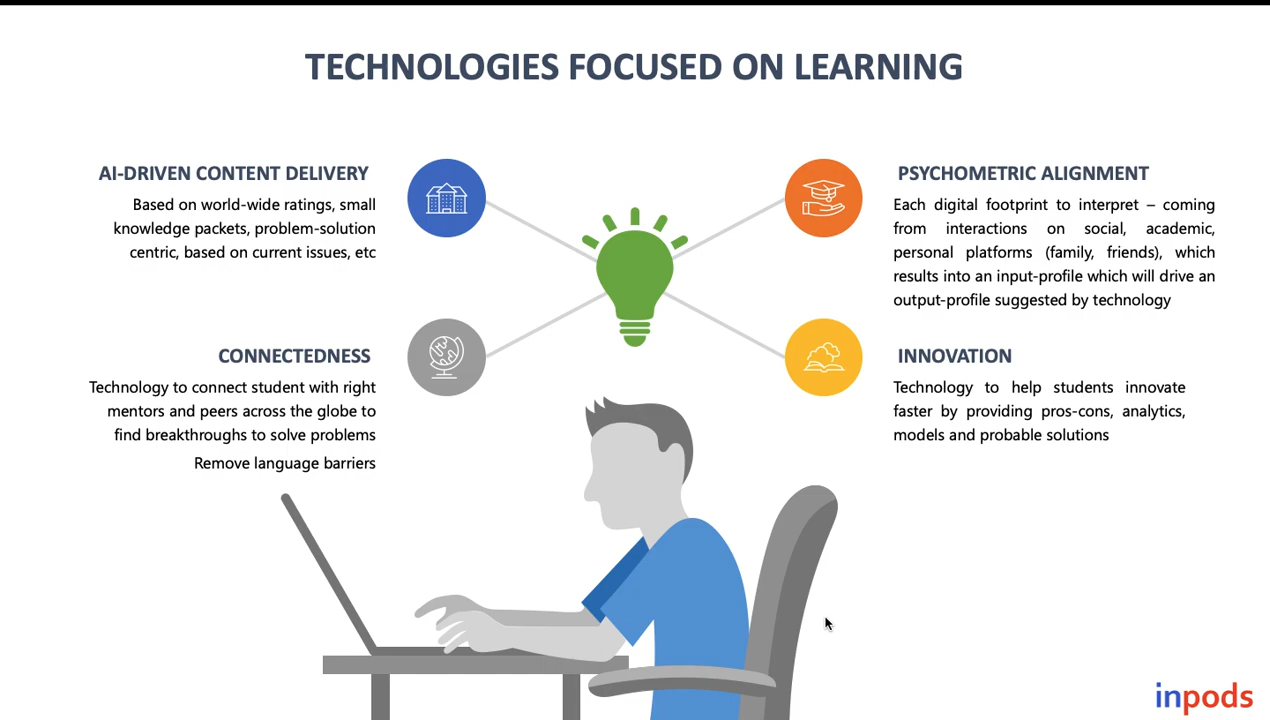 TECHNOLOGIES FOCUSED ON LEARNING
AI-DRIVEN CONTENT DELIVERY
Based on world-wide ratings, small
knowledge packets, problem-solution
centric, based on current issues, etc
PSYCHOMETRIC ALIGNMENT
Each digital footprint to interpret – coming
from interactions on social, academic,
personal platforms (family, friends), which
results into an input-profile which will drive an
output-profile suggested by technology
CONNECTEDNESS
Technology to connect student with right
mentors and peers across the globe to
find breakthroughs to solve problems
Remove language barriers
INNOVATION
Technology to help students innovate
faster by providing pros-cons, analytics,
models and probable solutions
inpods